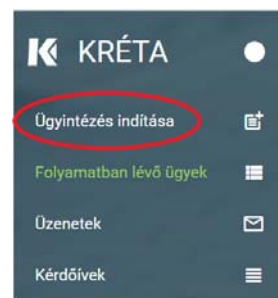 KRÉTA
Ügyintézés indítása
Folyamatban lévő ügyek
Üzenetek
Kérdőívek